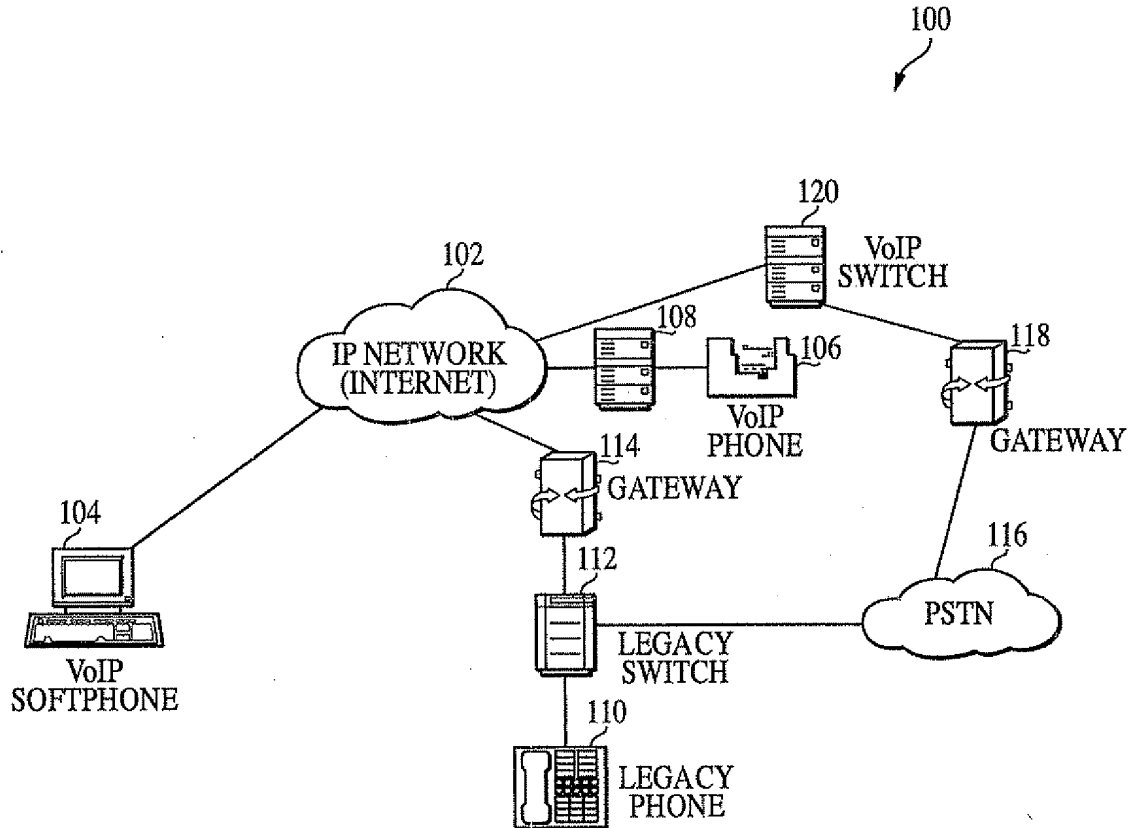 100
120
VoIP
SWITCH
102
108
IP NETWORK
(INTERNET)
106
118
VoIP
PHONE
GATEWAY
114
GATEWAY
104
112
116
PSTN
LEGACY
SWITCH
VoIP
SOFTPHONE
110
LEGACY
PHONE